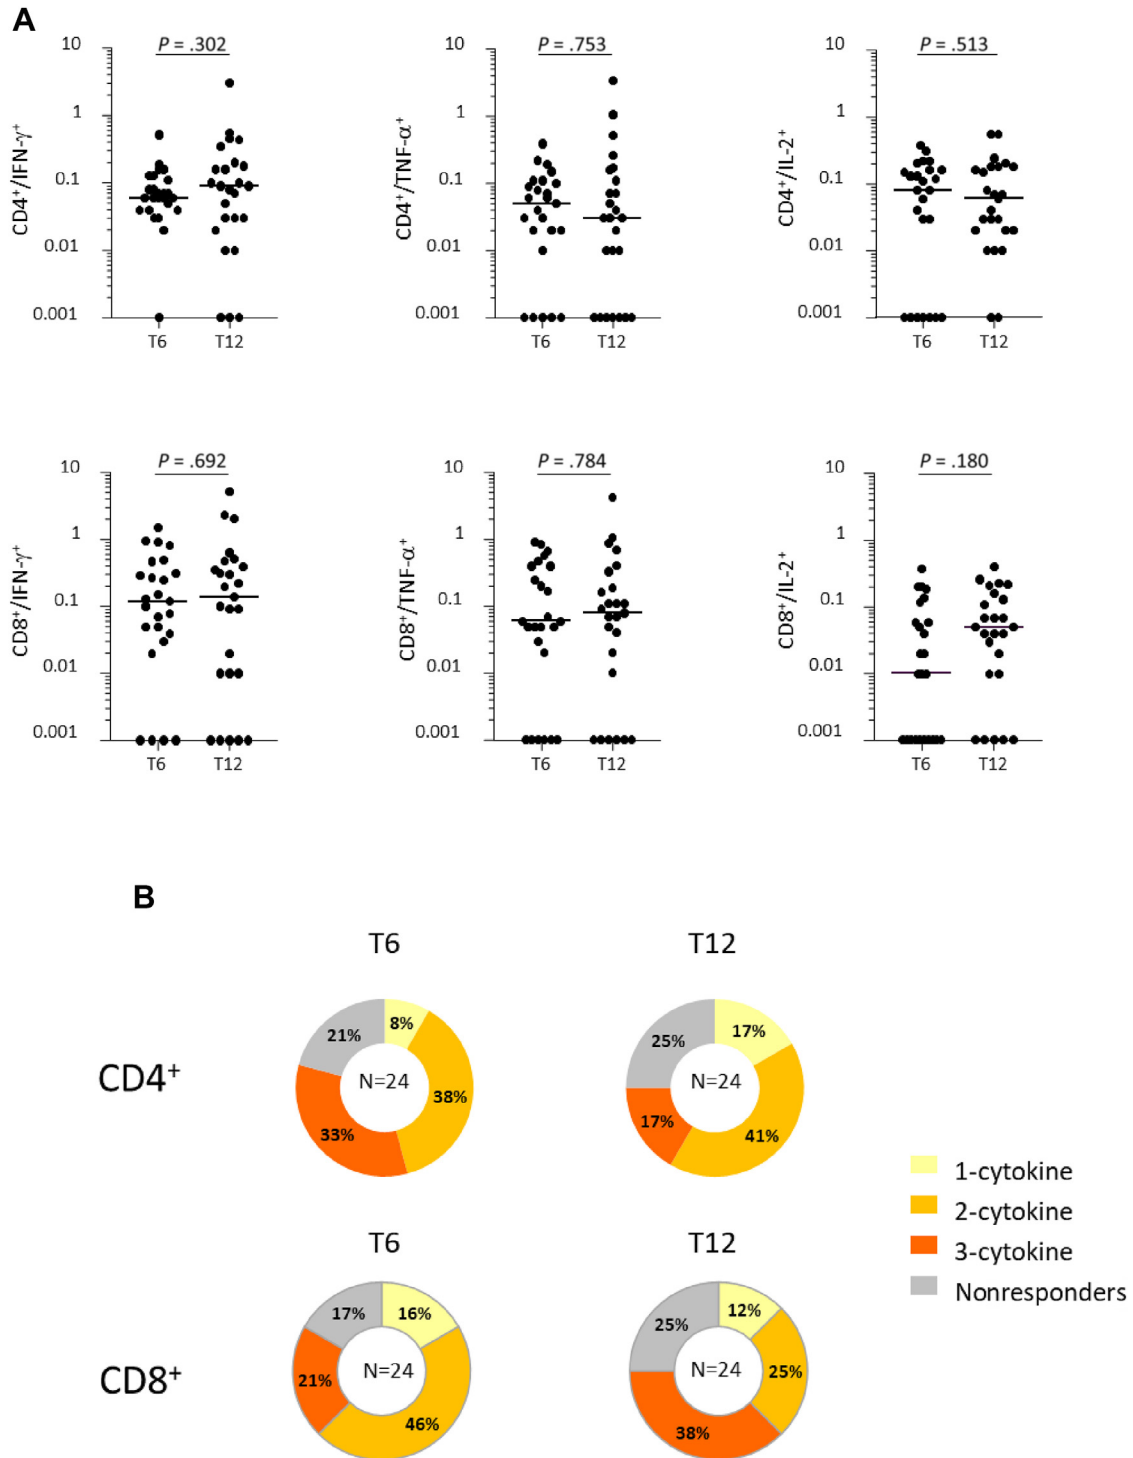 A
P = .302
P = .753
P = .513
CD4⁺/IFN-γ⁺
10
1
0.1
0.01
0.001
T6 T12
CD4⁺/TNF-α⁺
10
1
0.1
0.01
0.001
T6 T12
CD4⁺/IL-2⁺
10
1
0.1
0.01
0.001
T6 T12
P = .692
P = .784
P = .180
CD8⁺/IFN-γ⁺
10
1
0.1
0.01
0.001
T6 T12
CD8⁺/TNF-α⁺
10
1
0.1
0.01
0.001
T6 T12
CD8⁺/IL-2⁺
10
1
0.1
0.01
0.001
T6 T12
B
T6 T12
CD4⁺
21%
8%
N=24
38%
33%
25%
17%
N=24
17%
41%
T6 T12
CD8⁺
17%
16%
N=24
21%
46%
25%
12%
N=24
25%
38%
1-cytokine
2-cytokine
3-cytokine
Nonresponders